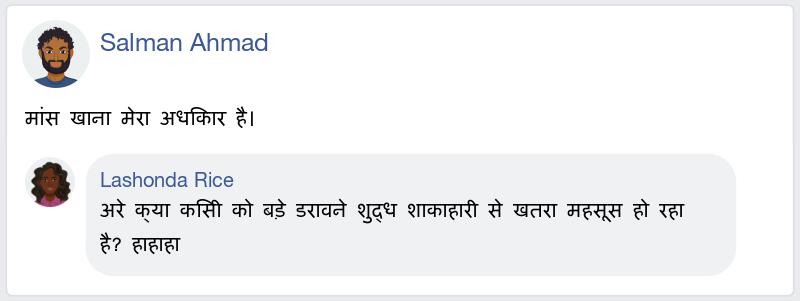 Salman Ahmad
मांस खाना मेरा अधिकार है।
Lashonda Rice
अरे क्या किसी को बड़े डरावने शुद्ध शाकाहारी से खतरा महसूस हो रहा
है? हाहाहा